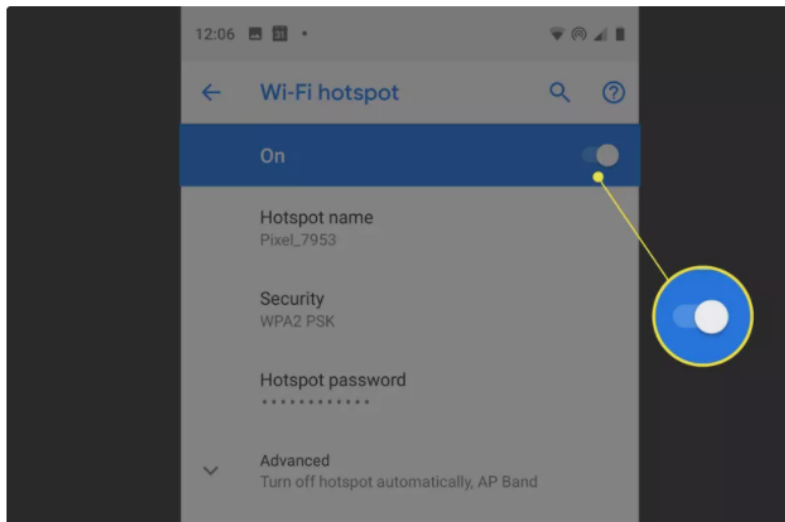 12:06
31
Wi-Fi hotspot
On
Hotspot name
Pixel_7953
Security
WPA2 PSK
Hotspot password
••••••••••••
Advanced
Turn off hotspot automatically, AP Band